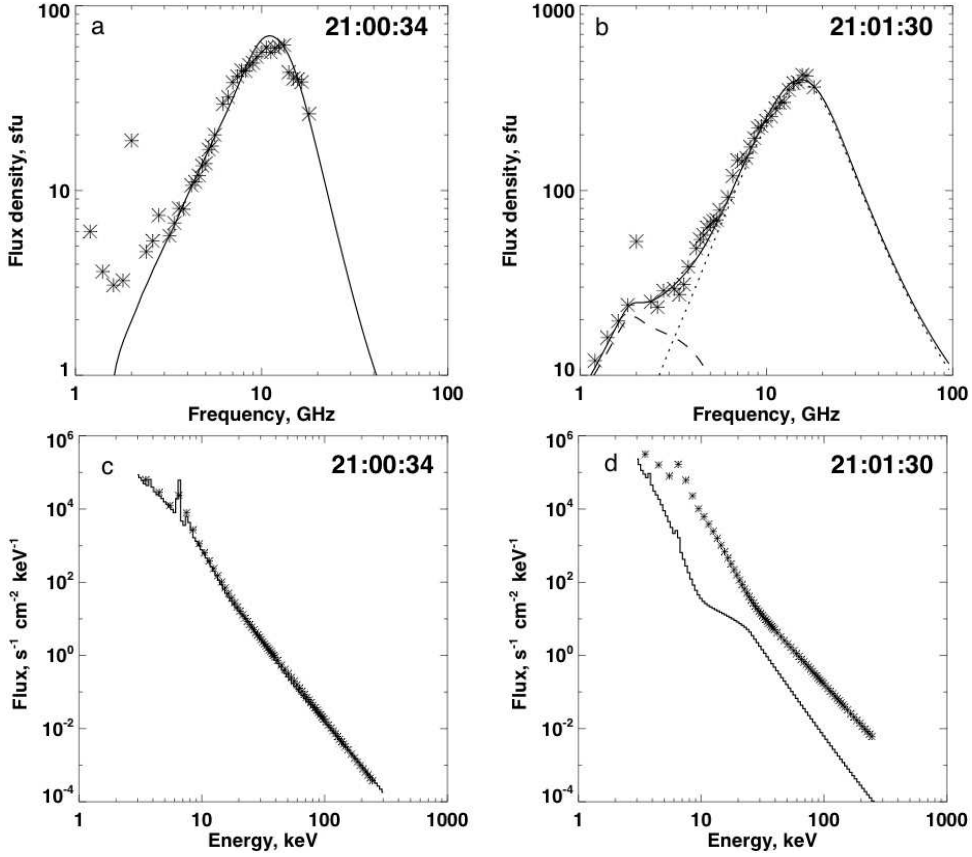 a 21:00:34
Flux density, sfu
100
10
1
1 10 100
Frequency, GHz
b 21:01:30
Flux density, sfu
1000
100
10
1 10 100
Frequency, GHz
c 21:00:34
Flux, s⁻¹ cm⁻² keV⁻¹
10⁶
10⁴
10²
10⁰
10⁻²
10⁻⁴
1 10 100 1000
Energy, keV
d 21:01:30
Flux, s⁻¹ cm⁻² keV⁻¹
10⁶
10⁴
10²
10⁰
10⁻²
10⁻⁴
1 10 100 1000
Energy, keV